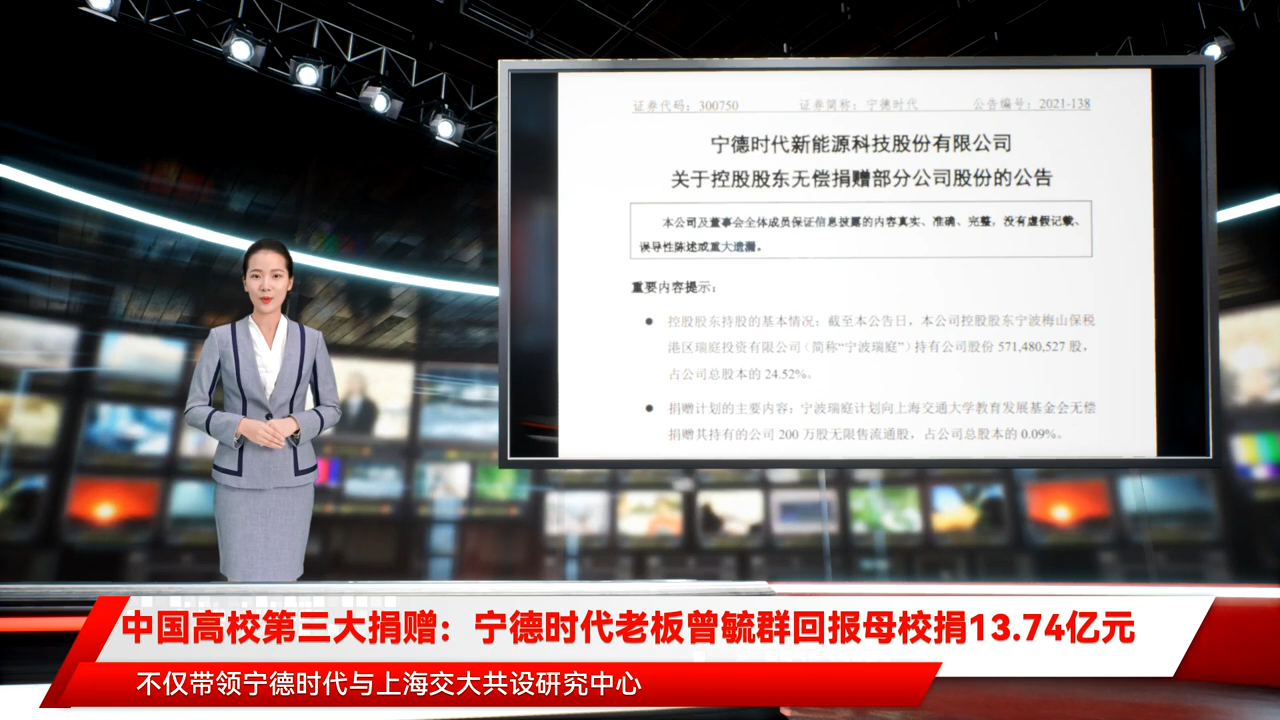 证券代码：300750 证券简称：宁德时代 公告编号：2021-138
宁德时代新能源科技股份有限公司
关于控股股东无偿捐赠部分公司股份的公告
本公司及董事会全体成员保证信息披露的内容真实、准确、完整，没有虚假记载、
误导性陈述或重大遗漏。
重要内容提示：
● 控股股东持股的基本情况：截至本公告日，本公司控股股东宁波梅山保税
港区瑞庭投资有限公司（简称“宁波瑞庭”）持有公司股份 571,480,527 股，
占公司总股本的 24.52%。
● 捐赠计划的主要内容：宁波瑞庭计划向上海交通大学教育发展基金会无偿
捐赠其持有的公司 200 万股无限售流通股，占公司总股本的 0.09%。
中国高校第三大捐赠：宁德时代老板曾毓群回报母校捐13.74亿元
不仅带领宁德时代与上海交大共设研究中心